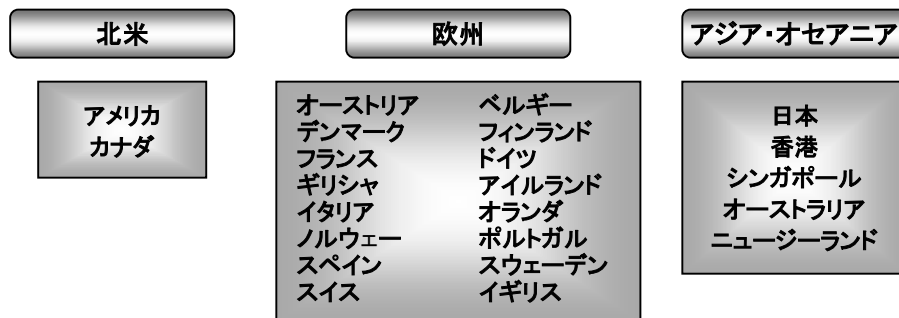 北米
アメリカ
カナダ
欧州
オーストリア ベルギー
デンマーク フィンランド
フランス ドイツ
ギリシャ アイルランド
イタリア オランダ
ノルウェー ポルトガル
スペイン スウェーデン
スイス イギリス
アジア・オセアニア
日本
香港
シンガポール
オーストラリア
ニュージーランド